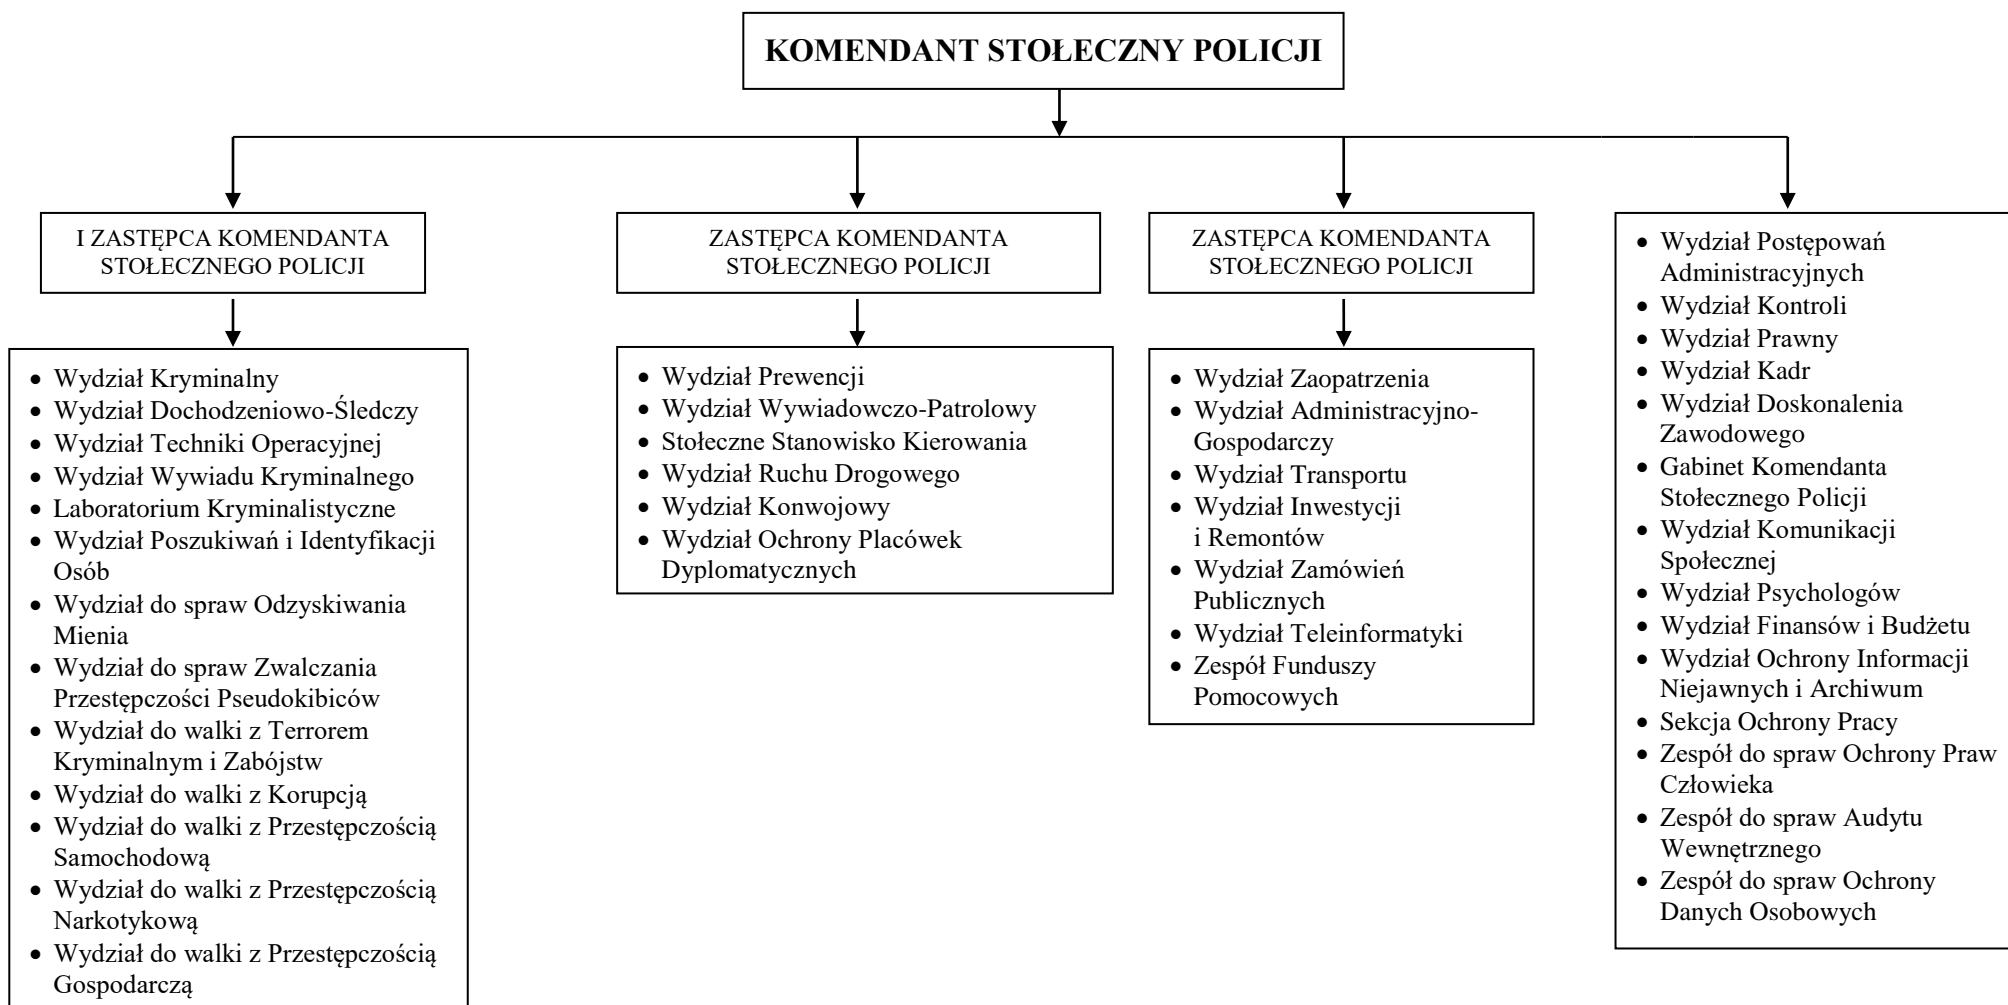 KOMENDANT STOŁECZNY POLICJI
I ZASTĘPCA KOMENDANTA
STOŁECZNEGO POLICJI
• Wydział Kryminalny
• Wydział Dochodzeniowo-Śledczy
• Wydział Techniki Operacyjnej
• Wydział Wywiadu Kryminalnego
• Laboratorium Kryminalistyczne
• Wydział Poszukiwań i Identyfikacji
Osób
• Wydział do spraw Odzyskiwania
Mienia
• Wydział do spraw Zwalczania
Przestępczości Pseudokibiców
• Wydział do walki z Terrorem
Kryminalnym i Zabójstw
• Wydział do walki z Korupcją
• Wydział do walki z Przestępczością
Samochodową
• Wydział do walki z Przestępczością
Narkotykową
• Wydział do walki z Przestępczością
Gospodarczą
ZASTĘPCA KOMENDANTA
STOŁECZNEGO POLICJI
• Wydział Prewencji
• Wydział Wywiadowczo-Patrolowy
• Stołeczne Stanowisko Kierowania
• Wydział Ruchu Drogowego
• Wydział Konwojowy
• Wydział Ochrony Placówek
Dyplomatycznych
ZASTĘPCA KOMENDANTA
STOŁECZNEGO POLICJI
• Wydział Zaopatrzenia
• Wydział Administracyjno-
Gospodarczy
• Wydział Transportu
• Wydział Inwestycji
i Remontów
• Wydział Zamówień
Publicznych
• Wydział Teleinformatyki
• Zespół Funduszy
Pomocowych
• Wydział Postępowań
Administracyjnych
• Wydział Kontroli
• Wydział Prawny
• Wydział Kadr
• Wydział Doskonalenia
Zawodowego
• Gabinet Komendanta
Stołecznego Policji
• Wydział Komunikacji
Społecznej
• Wydział Psychologów
• Wydział Finansów i Budżetu
• Wydział Ochrony Informacji
Niejawnych i Archiwum
• Sekcja Ochrony Pracy
• Zespół do spraw Ochrony Praw
Człowieka
• Zespół do spraw Audytu
Wewnętrznego
• Zespół do spraw Ochrony
Danych Osobowych